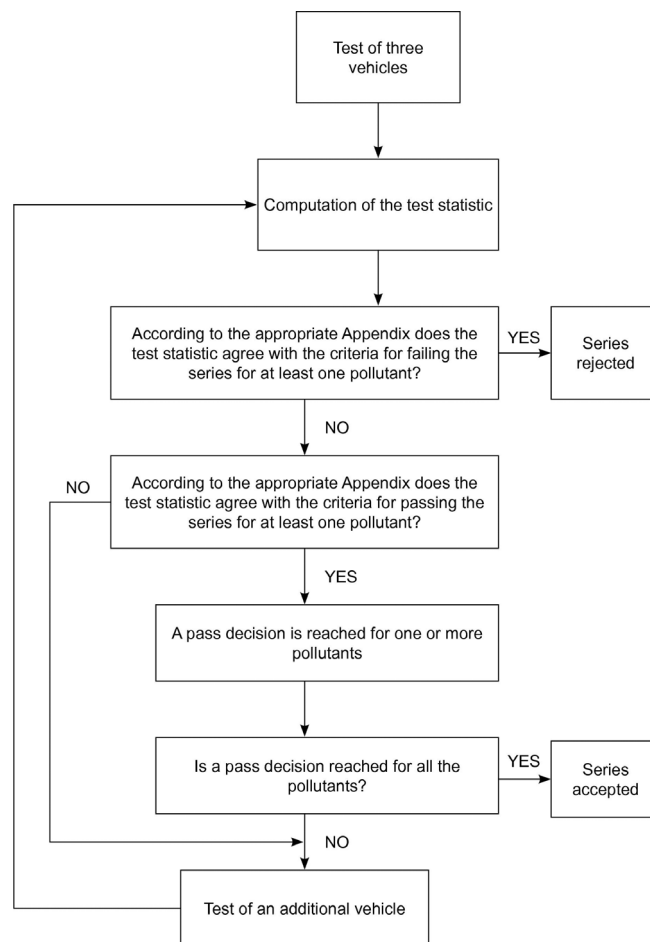 Test of three
vehicles
Computation of the test statistic
According to the appropriate Appendix does the
test statistic agree with the criteria for failing the
series for at least one pollutant?
YES
Series
rejected
NO
According to the appropriate Appendix does the
test statistic agree with the criteria for passing the
series for at least one pollutant?
NO
YES
A pass decision is reached for one or more
pollutants
Is a pass decision reached for all the
pollutants?
YES
Series
accepted
NO
Test of an additional vehicle